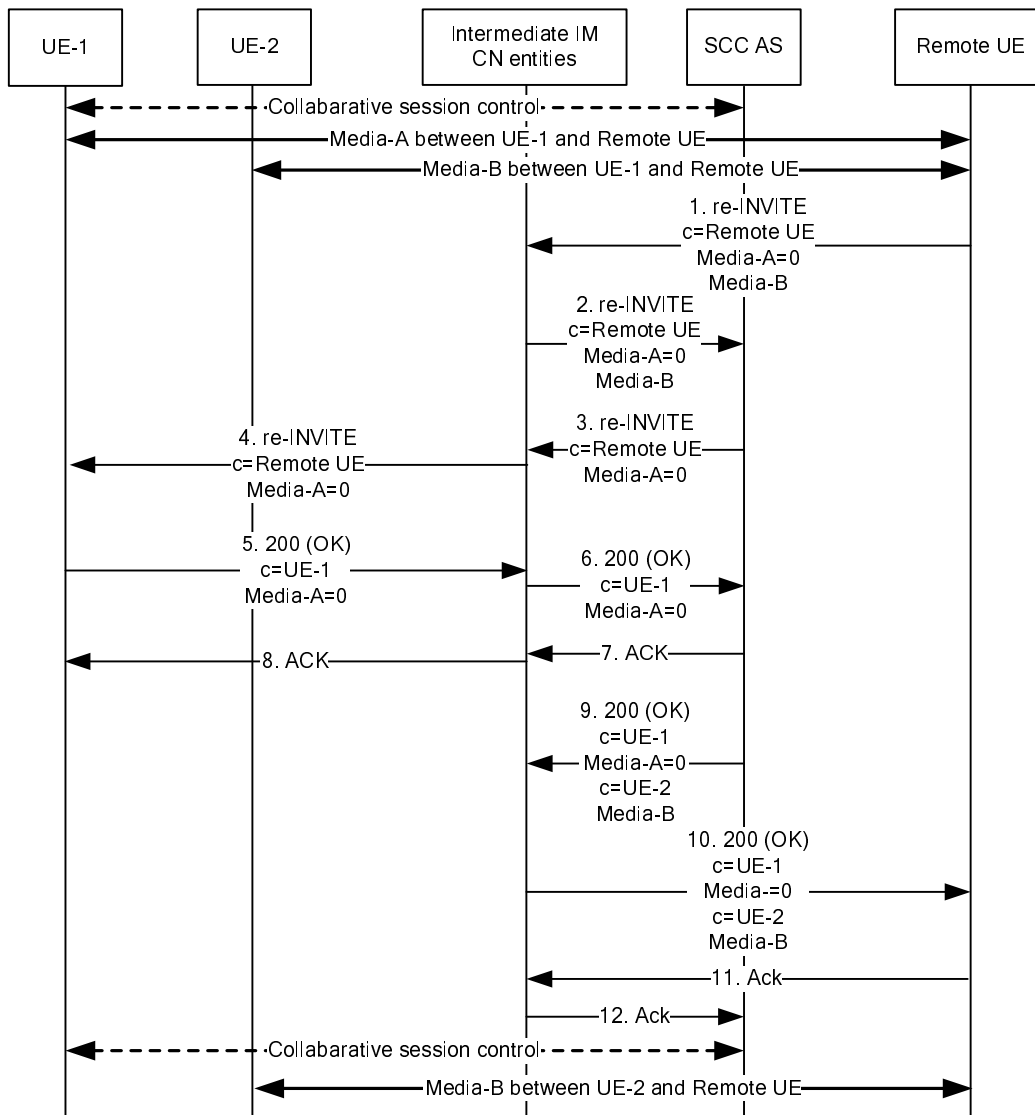 UE-1
UE-2
Intermediate IM
CN entities
SCC AS
Remote UE
Collabarative session control
Media-A between UE-1 and Remote UE
Media-B between UE-1 and Remote UE
1. re-INVITE
c=Remote UE
Media-A=0
Media-B
2. re-INVITE
c=Remote UE
Media-A=0
Media-B
3. re-INVITE
c=Remote UE
Media-A=0
4. re-INVITE
c=Remote UE
Media-A=0
5. 200 (OK)
c=UE-1
Media-A=0
6. 200 (OK)
c=UE-1
Media-A=0
7. ACK
8. ACK
9. 200 (OK)
c=UE-1
Media-A=0
c=UE-2
Media-B
10. 200 (OK)
c=UE-1
Media-=0
c=UE-2
Media-B
11. Ack
12. Ack
Collabarative session control
Media-B between UE-2 and Remote UE